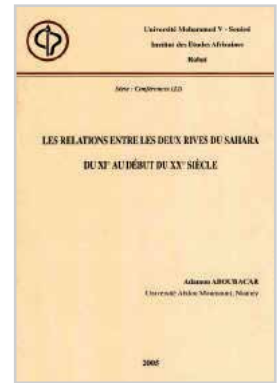 Université Mohammed V - Souissi
Institut des Etudes Africaines
Rabat
Série : Conférences (22)
LES RELATIONS ENTRE LES DEUX RIVES DU SAHARA
DU XIᵉ AU DÉBUT DU XXᵉ SIÈCLE
Adamou ABOUBACAR
Université Abdou Moumouni, Niamey
2005